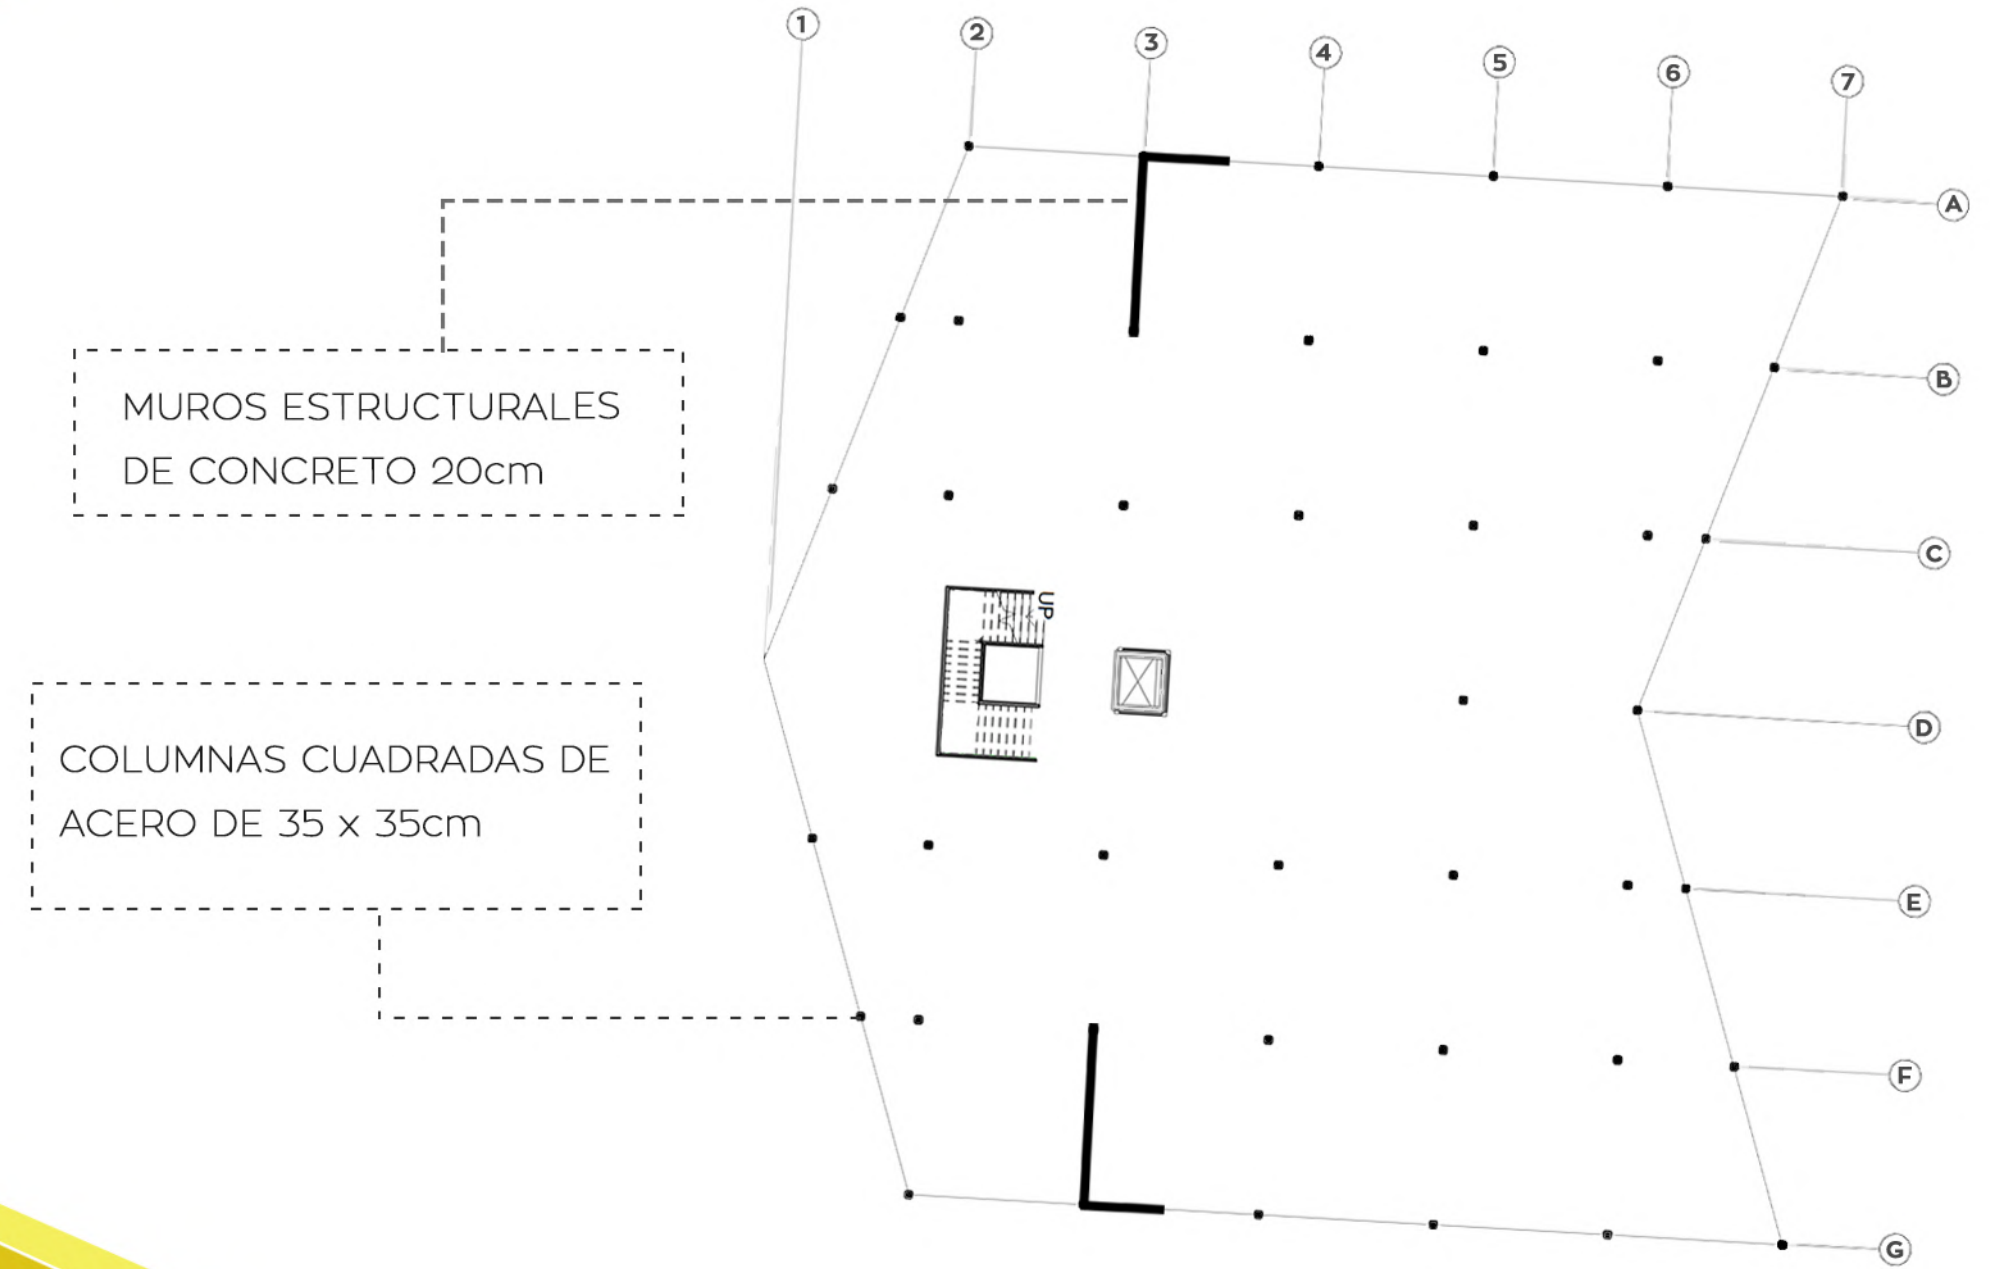 1
2
3
4
5
6
7
A
B
C
D
E
F
G
MUROS ESTRUCTURALES
DE CONCRETO 20cm
UP
COLUMNAS CUADRADAS DE
ACERO DE 35 x 35cm